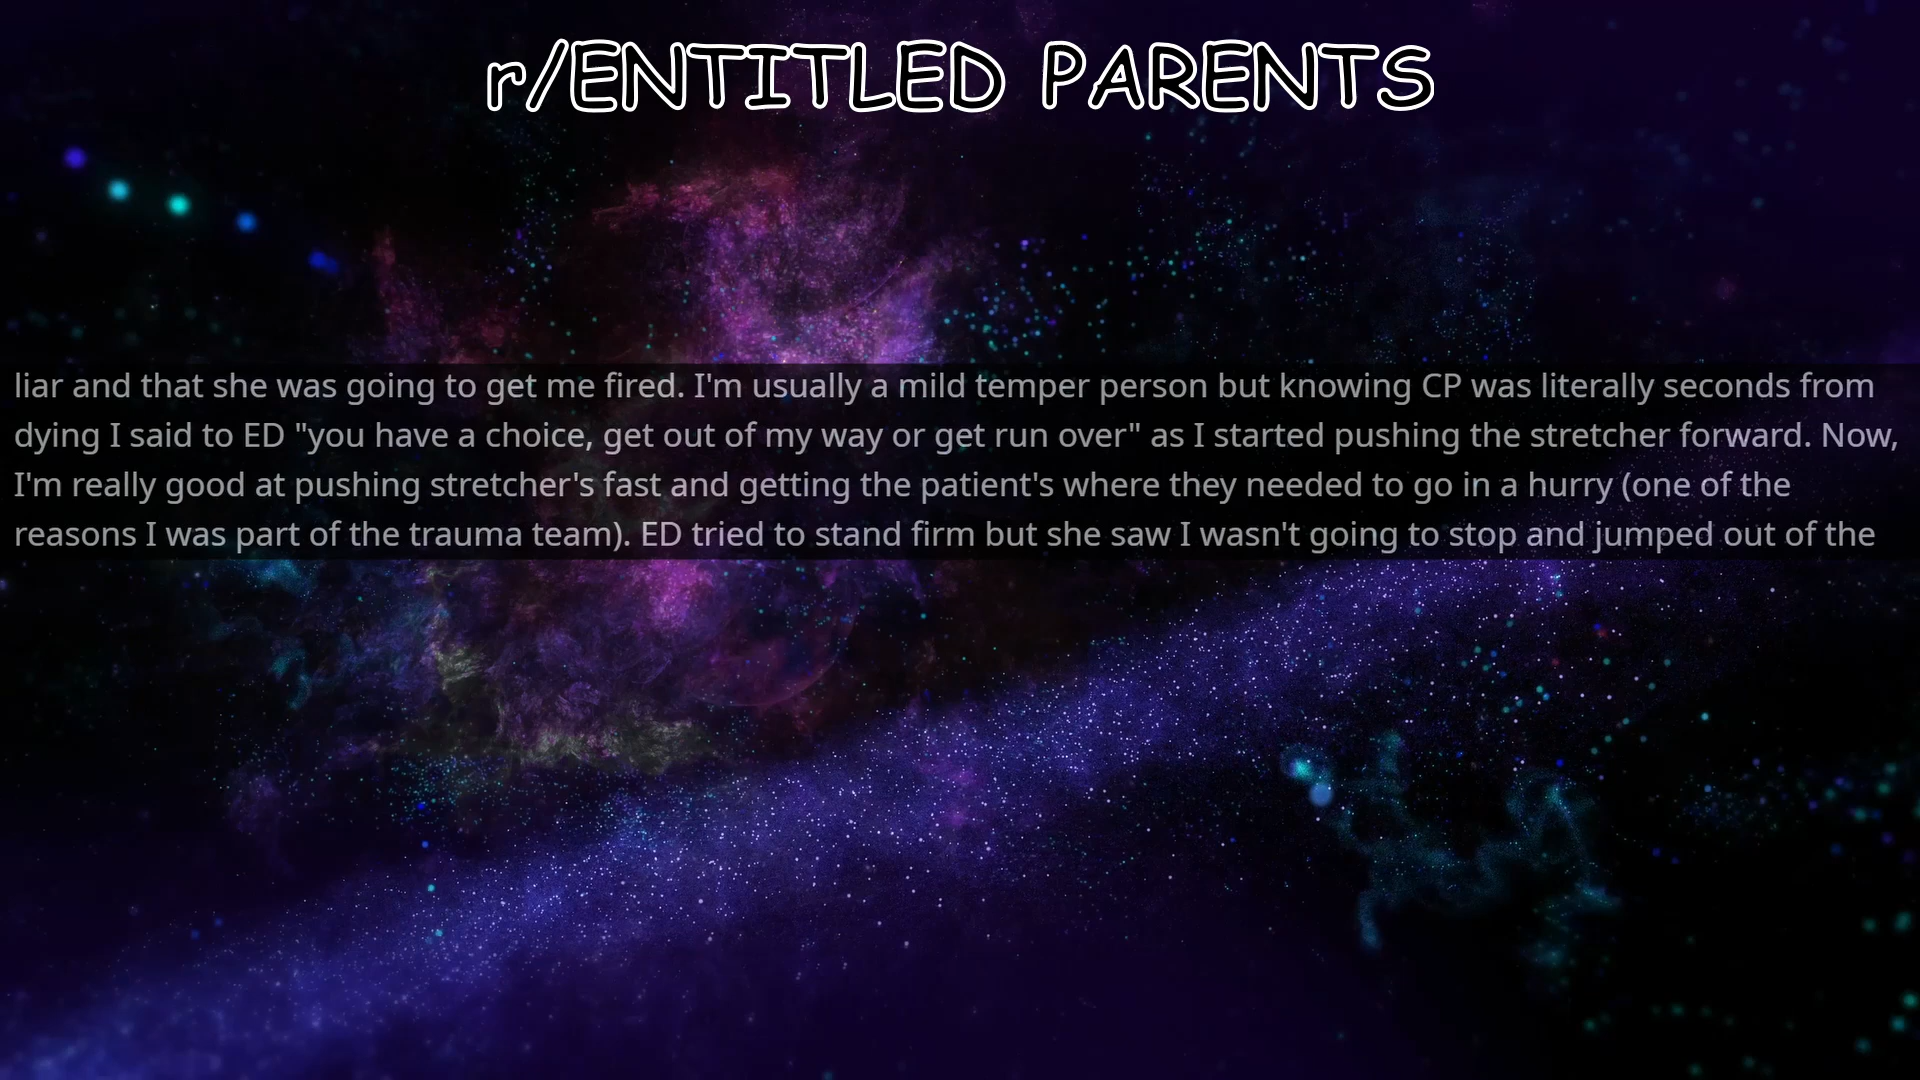 r/ENTITLED PARENTS
liar and that she was going to get me fired. I'm usually a mild temper person but knowing CP was literally seconds from
dying I said to ED "you have a choice, get out of my way or get run over" as I started pushing the stretcher forward. Now,
I'm really good at pushing stretcher's fast and getting the patient's where they needed to go in a hurry (one of the
reasons I was part of the trauma team). ED tried to stand firm but she saw I wasn't going to stop and jumped out of the